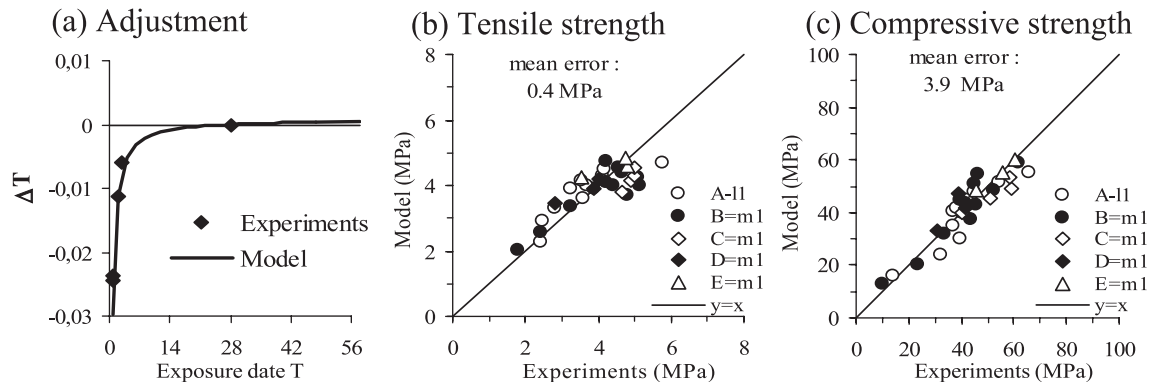 (a) Adjustment
0,01
0
-0,01
-0,02
-0,03
ΔT
Experiments
Model
0 14 28 42 56
Exposure date T
(b) Tensile strength
mean error :
0.4 MPa
8
6
4
2
0
Model (MPa)
A-l1
B=m1
C=m1
D=m1
E=m1
y=x
0 2 4 6 8
Experiments (MPa)
(c) Compressive strength
mean error :
3.9 MPa
100
80
60
40
20
0
Model (MPa)
A-l1
B=m1
C=m1
D=m1
E=m1
y=x
0 20 40 60 80 100
Experiments (MPa)